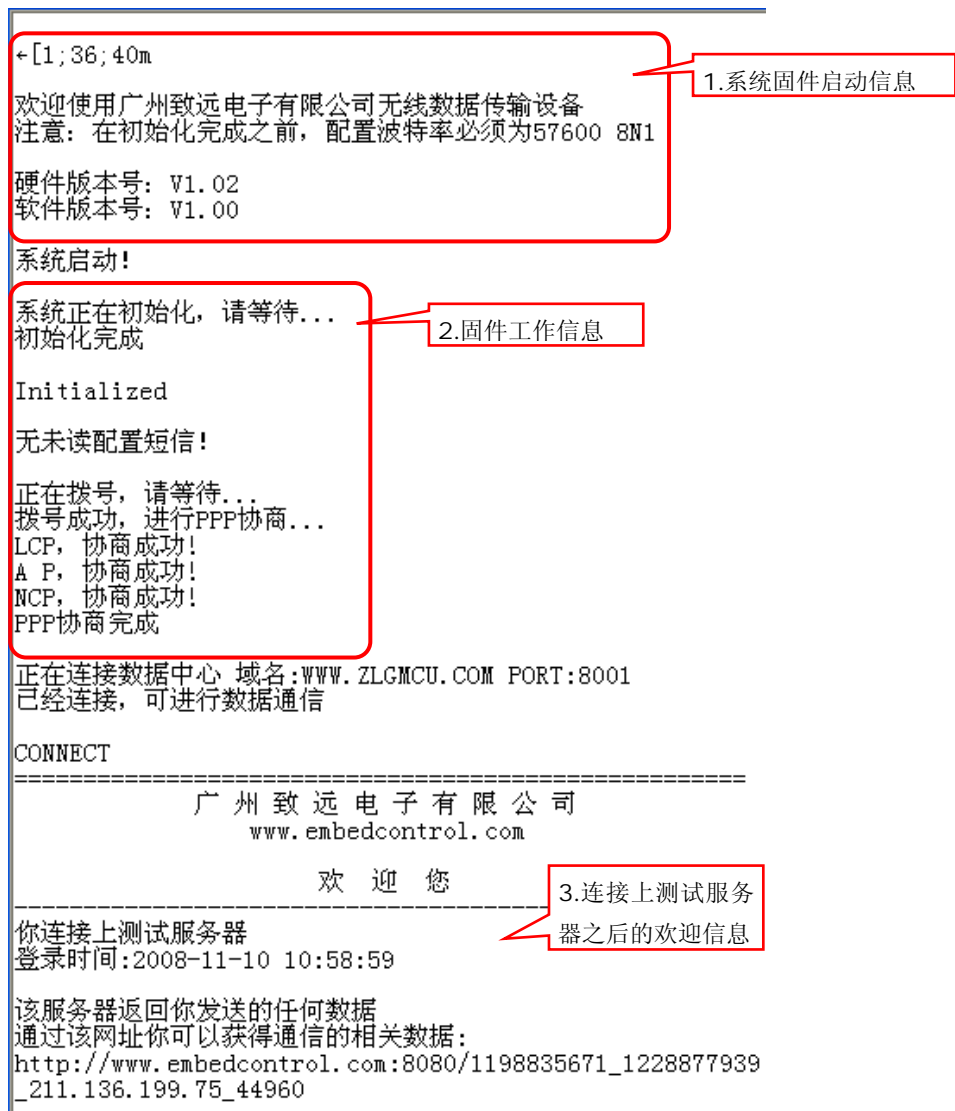 ←[1;36;40m
1.系统固件启动信息
欢迎使用广州致远电子有限公司无线数据传输设备
注意: 在初始化完成之前, 配置波特率必须为57600 8N1
硬件版本号: V1.02
软件版本号: V1.00
系统启动!
系统正在初始化, 请等待...
初始化完成
2.固件工作信息
Initialized
无未读配置短信!
正在拨号, 请等待...
拨号成功, 进行PPP协商...
LCP, 协商成功!
A P, 协商成功!
NCP, 协商成功!
PPP协商完成
正在连接数据中心 域名:WWW.ZLGMCU.COM PORT:8001
已经连接, 可进行数据通信
CONNECT
=====================================================
广 州 致 远 电 子 有 限 公 司
www.embedcontrol.com
欢 迎 您
-----------------------------------------------------
3.连接上测试服务
器之后的欢迎信息
你连接上测试服务器
登录时间:2008-11-10 10:58:59
该服务器返回你发送的任何数据
通过该网址你可以获得通信的相关数据:
http://www.embedcontrol.com:8080/1198835671_1228877939
_211.136.199.75_44960